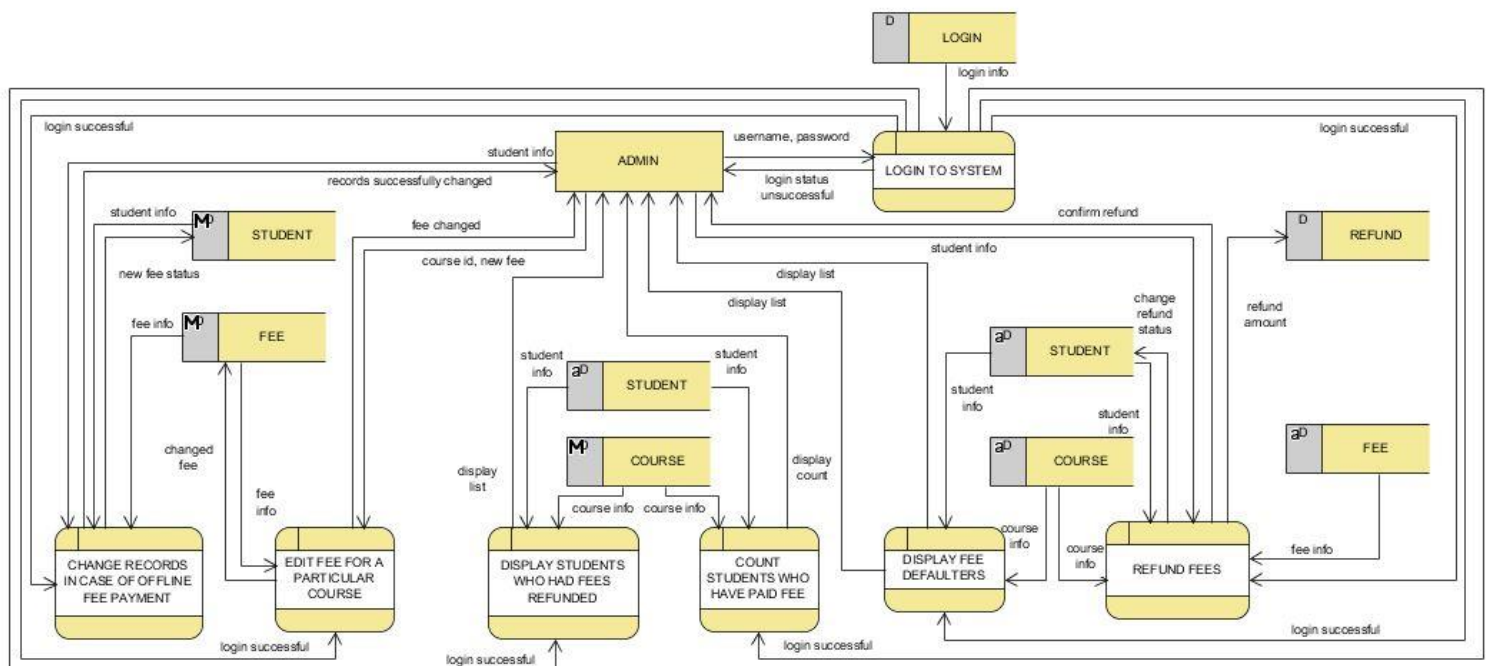 D
LOGIN
login info
login successful
login successful
username, password
student info
ADMIN
LOGIN TO SYSTEM
records successfully changed
login status
unsuccessful
student info
M D
STUDENT
fee changed
confirm refund
D
REFUND
student info
new fee status
course id, new fee
display list
display list
fee info
M D
FEE
change
refund
status
refund
amount
student
info
student
info
a D
STUDENT
a D
STUDENT
student
info
student
info
changed
fee
M D
COURSE
display
count
a D
COURSE
a D
FEE
display
list
fee
info
course info
course info
course
info
course
info
fee info
CHANGE RECORDS
IN CASE OF OFFLINE
FEE PAYMENT
EDIT FEE FOR A
PARTICULAR
COURSE
DISPLAY STUDENTS
WHO HAD FEES
REFUNDED
COUNT
STUDENTS WHO
HAVE PAID FEE
DISPLAY FEE
DEFAULTERS
REFUND FEES
login successful
login successful
login successful
login successful